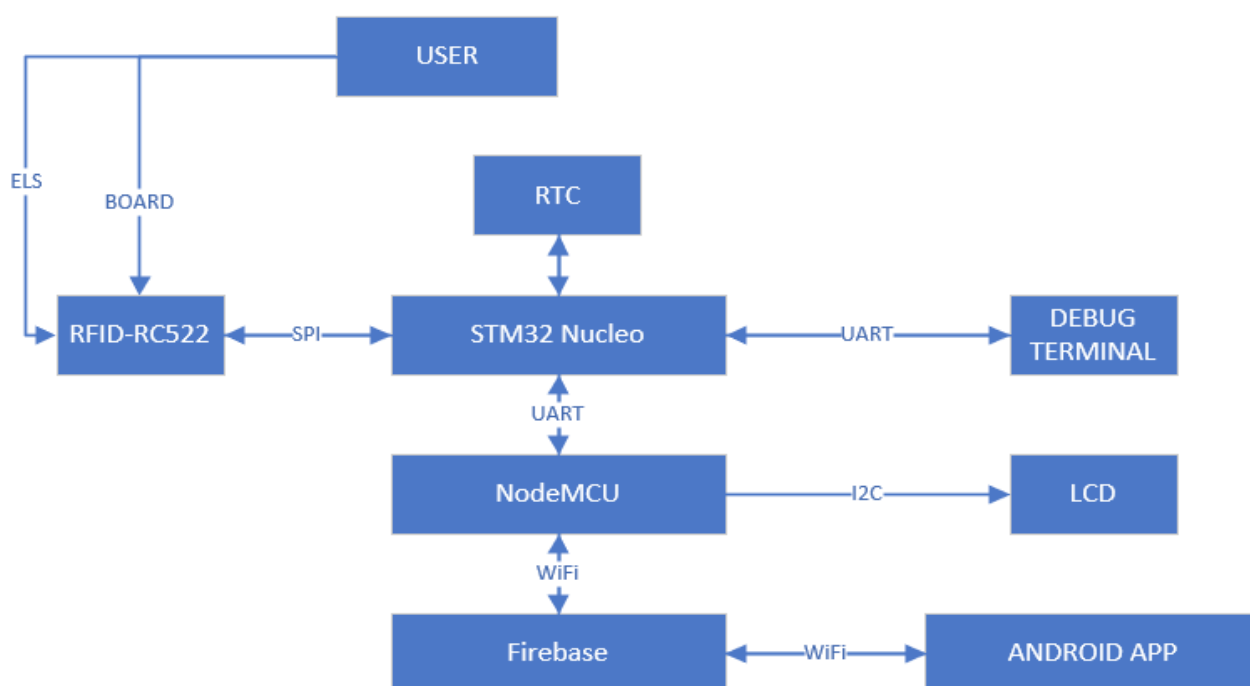 USER
ELS
RTC
BOARD
RFID-RC522
SPI
STM32 Nucleo
UART
DEBUG
TERMINAL
UART
NodeMCU
I2C
LCD
WiFi
Firebase
WiFi
ANDROID APP